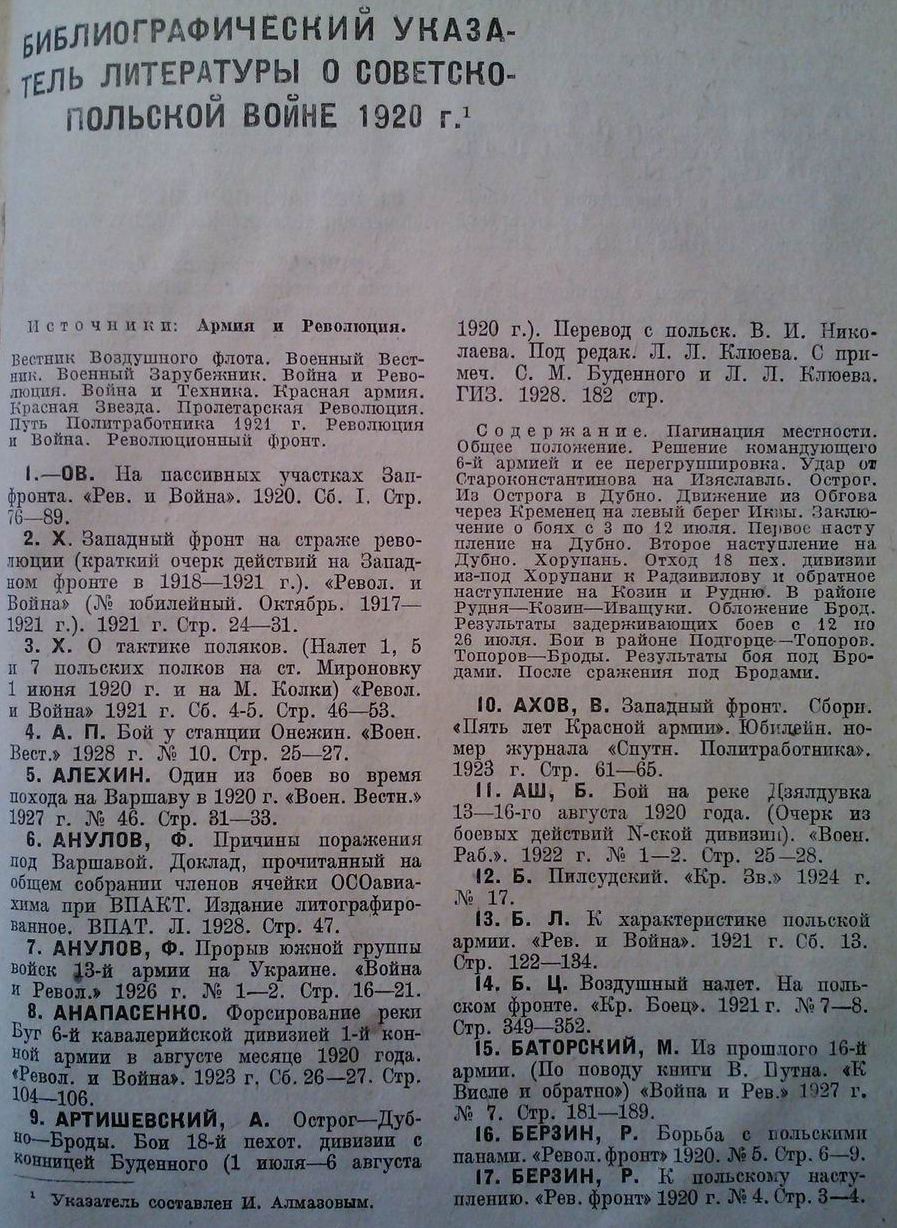 БИБЛИОГРАФИЧЕСКИЙ УКАЗА-
ТЕЛЬ ЛИТЕРАТУРЫ О СОВЕТСКО-
ПОЛЬСКОЙ ВОЙНЕ 1920 г.¹
Источники: Армия и Революция.
Вестник Воздушного флота. Военный Вест-
ник. Военный Зарубежник. Война и Рево-
люция. Война и Техника. Красная армия.
Красная Звезда. Пролетарская Революция.
Путь Политработника 1921 г. Революция
и Война. Революционный фронт.
1.—ОВ. На пассивных участках Зап-
фронта. «Рев. и Война». 1920. Сб. I. Стр.
76—89.
2. Х. Западный фронт на страже рево-
люции (краткий очерк действий на Запад-
ном фронте в 1918—1921 г.). «Револ. и
Война» (№ юбилейный. Октябрь. 1917—
1921 г.). 1921 г. Стр. 24—31.
3. Х. О тактике поляков. (Налет 1, 5
и 7 польских полков на ст. Мироновку
1 июня 1920 г. и на М. Колки) «Револ.
и Война» 1921 г. Сб. 4-5. Стр. 46—53.
4. А. П. Бой у станции Онежин. «Воен.
Вест.» 1928 г. № 10. Стр. 25—27.
5. АЛЕХИН. Один из боев во время
похода на Варшаву в 1920 г. «Воен. Вестн.»
1927 г. № 46. Стр. 31—33.
6. АНУЛОВ, Ф. Причины поражения
под Варшавой. Доклад, прочитанный на
общем собрании членов ячейки ОСОавиа-
хима при ВПАКТ. Издание литографиро-
ванное. ВПАТ. Л. 1928. Стр. 47.
7. АНУЛОВ, Ф. Прорыв южной группы
войск 13-й армии на Украине. «Война
и Револ.» 1926 г. № 1—2. Стр. 16—21.
8. АНАПАСЕНКО. Форсирование реки
Буг 6-й кавалерийской дивизией 1-й кон-
ной армии в августе месяце 1920 года.
«Револ. и Война». 1923 г. Сб. 26—27. Стр.
104—106.
9. АРТИШЕВСКИЙ, А. Острог—Дуб-
но—Броды. Бои 18-й пехот. дивизии с
конницей Буденного (1 июля—6 августа
¹ Указатель составлен И. Алмазовым.
1920 г.). Перевод с польск. В. И. Нико-
лаева. Под редак. Л. Л. Клюева. С при-
меч. С. М. Буденного и Л. Л. Клюева.
ГИЗ. 1928. 182 стр.
Содержание. Пагинация местности.
Общее положение. Решение командующего
6-й армией и ее перегруппировка. Удар от
Староконстантинова на Изяславль. Острог.
Из Острога в Дубно. Движение из Обгова
через Кременец на левый берег Иквы. Заклю-
чение о боях с 3 по 12 июля. Первое насту
пление на Дубно. Второе наступление на
Дубно. Хорупань. Отход 18 пех. дивизии
из-под Хорупани к Радзивилову и обратное
наступление на Козин и Рудню. В районе
Рудня—Козин—Иващуки. Обложение Брод.
Результаты задерживающих боев с 12 по
26 июля. Бои в районе Подгорце—Топоров.
Топоров—Броды. Результаты боя под Бро-
дами. После сражения под Бродами.
10. АХОВ, В. Западный фронт. Сборн.
«Пять лет Красной армии». Юбилейн. но-
мер журнала «Спутн. Политработника».
1923 г. Стр. 61—65.
11. АШ, Б. Бой на реке Дзялдувка
13—16-го августа 1920 года. (Очерк из
боевых действий N-ской дивизии). «Воен.
Раб.». 1922 г. № 1—2. Стр. 25—28.
12. Б. Пилсудский. «Кр. Зв.» 1924 г.
№ 17.
13. Б. Л. К характеристике польской
армии. «Рев. и Война». 1921 г. Сб. 13.
Стр. 122—134.
14. Б. Ц. Воздушный налет. На поль-
ском фронте. «Кр. Боец». 1921 г. № 7—8.
Стр. 349—352.
15. БАТОРСКИЙ, М. Из прошлого 16-й
армии. (По поводу книги В. Путна. «К
Висле и обратно») «Война и Рев.» 1927 г.
№ 7. Стр. 181—189.
16. БЕРЗИН, Р. Борьба с польскими
панами. «Револ. фронт» 1920. № 5. Стр. 6—9.
17. БЕРЗИН, Р. К польскому насту-
плению. «Рев. фронт» 1920 г. № 4. Стр. 3—4.